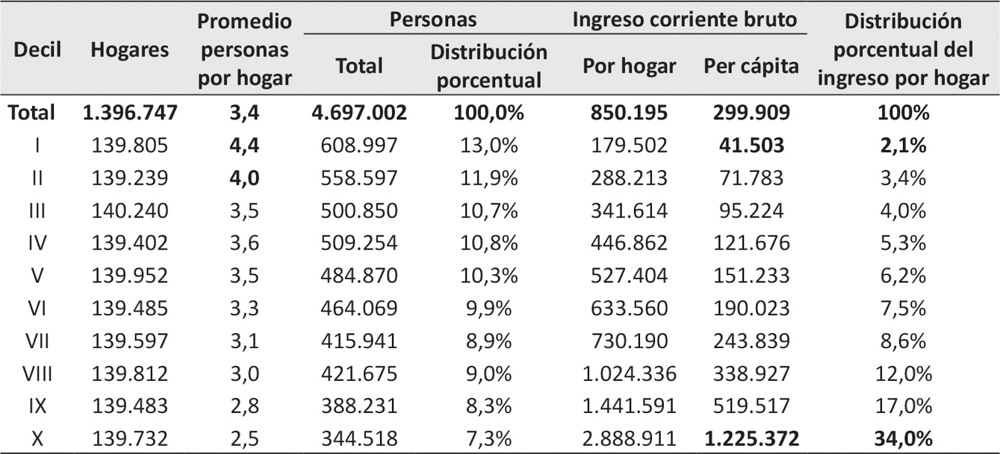 Decil Hogares Promedio personas por hogar Personas Ingreso corriente bruto Distribución porcentual del ingreso por hogar
Total Distribución porcentual Por hogar Per cápita
Total 1.396.747 3,4 4.697.002 100,0% 850.195 299.909 100%
I 139.805 4,4 608.997 13,0% 179.502 41.503 2,1%
II 139.239 4,0 558.597 11,9% 288.213 71.783 3,4%
III 140.240 3,5 500.850 10,7% 341.614 95.224 4,0%
IV 139.402 3,6 509.254 10,8% 446.862 121.676 5,3%
V 139.952 3,5 484.870 10,3% 527.404 151.233 6,2%
VI 139.485 3,3 464.069 9,9% 633.560 190.023 7,5%
VII 139.597 3,1 415.941 8,9% 730.190 243.839 8,6%
VIII 139.812 3,0 421.675 9,0% 1.024.336 338.927 12,0%
IX 139.483 2,8 388.231 8,3% 1.441.591 519.517 17,0%
X 139.732 2,5 344.518 7,3% 2.888.911 1.225.372 34,0%